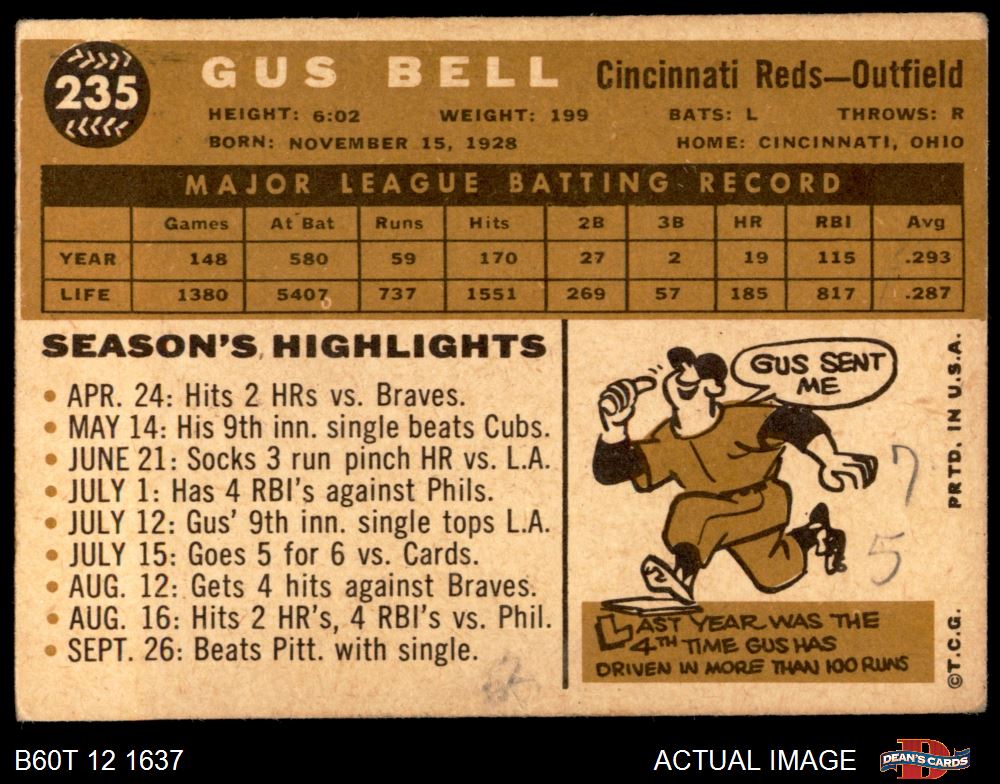 235
GUS BELL Cincinnati Reds—Outfield
HEIGHT: 6:02 WEIGHT: 199 BATS: L THROWS: R
BORN: NOVEMBER 15, 1928 HOME: CINCINNATI, OHIO
MAJOR LEAGUE BATTING RECORD
Games At Bat Runs Hits 2B 3B HR RBI Avg
YEAR 148 580 59 170 27 2 19 115 .293
LIFE 1380 5407 737 1551 269 57 185 817 .287
SEASON'S HIGHLIGHTS
• APR. 24: Hits 2 HRs vs. Braves.
• MAY 14: His 9th inn. single beats Cubs.
• JUNE 21: Socks 3 run pinch HR vs. L.A.
• JULY 1: Has 4 RBI's against Phils.
• JULY 12: Gus' 9th inn. single tops L.A.
• JULY 15: Goes 5 for 6 vs. Cards.
• AUG. 12: Gets 4 hits against Braves.
• AUG. 16: Hits 2 HR's, 4 RBI's vs. Phil.
• SEPT. 26: Beats Pitt. with single.
GUS SENT
ME
7
5
LAST YEAR WAS THE
4TH TIME GUS HAS
DRIVEN IN MORE THAN 100 RUNS
©T.C.G. PRTD. IN U.S.A.
B60T 12 1637 ACTUAL IMAGE
DEAN'S CARDS